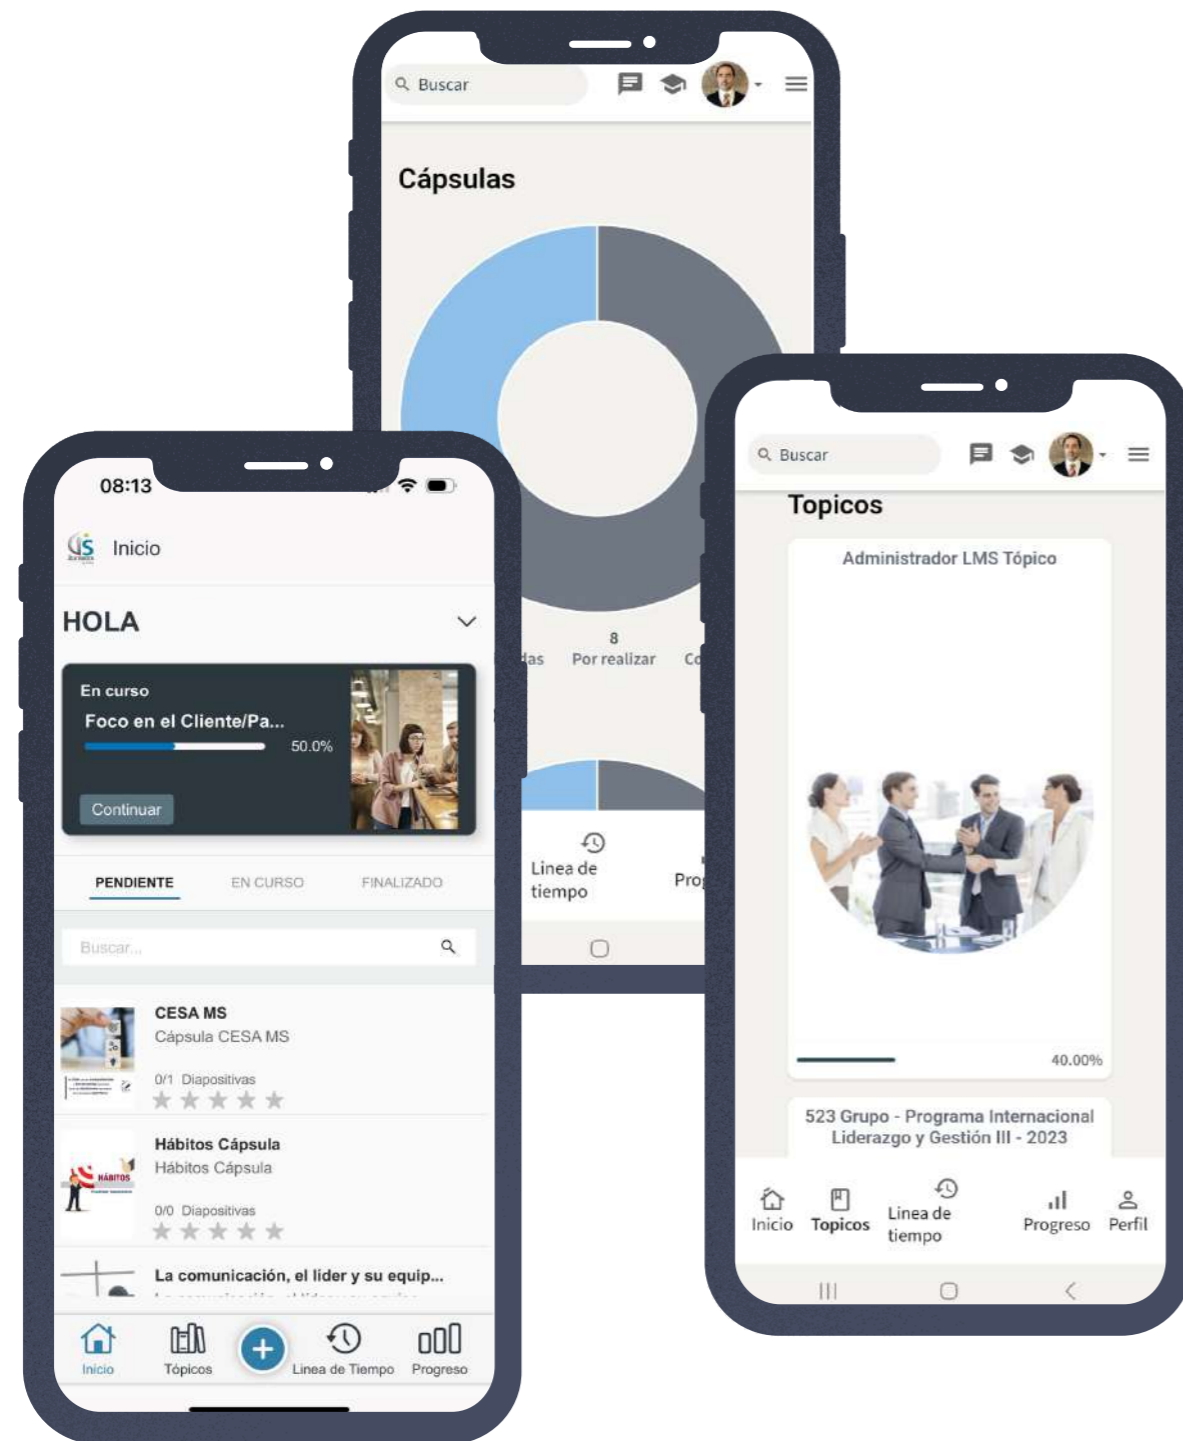 Buscar
Cápsulas
8
das Por realizar Co
Linea de
tiempo
Prog
08:13
Inicio
HOLA
En curso
Foco en el Cliente/Pa...
50.0%
Continuar
PENDIENTE EN CURSO FINALIZADO
Buscar...
CESA MS
Cápsula CESA MS
0/1 Diapositivas
HÁBITOS
Hábitos Cápsula
Hábitos Cápsula
0/0 Diapositivas
La comunicación, el líder y su equip...
Inicio Tópicos Linea de Tiempo Progreso
Buscar
Topicos
Administrador LMS Tópico
40.00%
523 Grupo - Programa Internacional
Liderazgo y Gestión III - 2023
Inicio Topicos Linea de
tiempo
Progreso Perfil